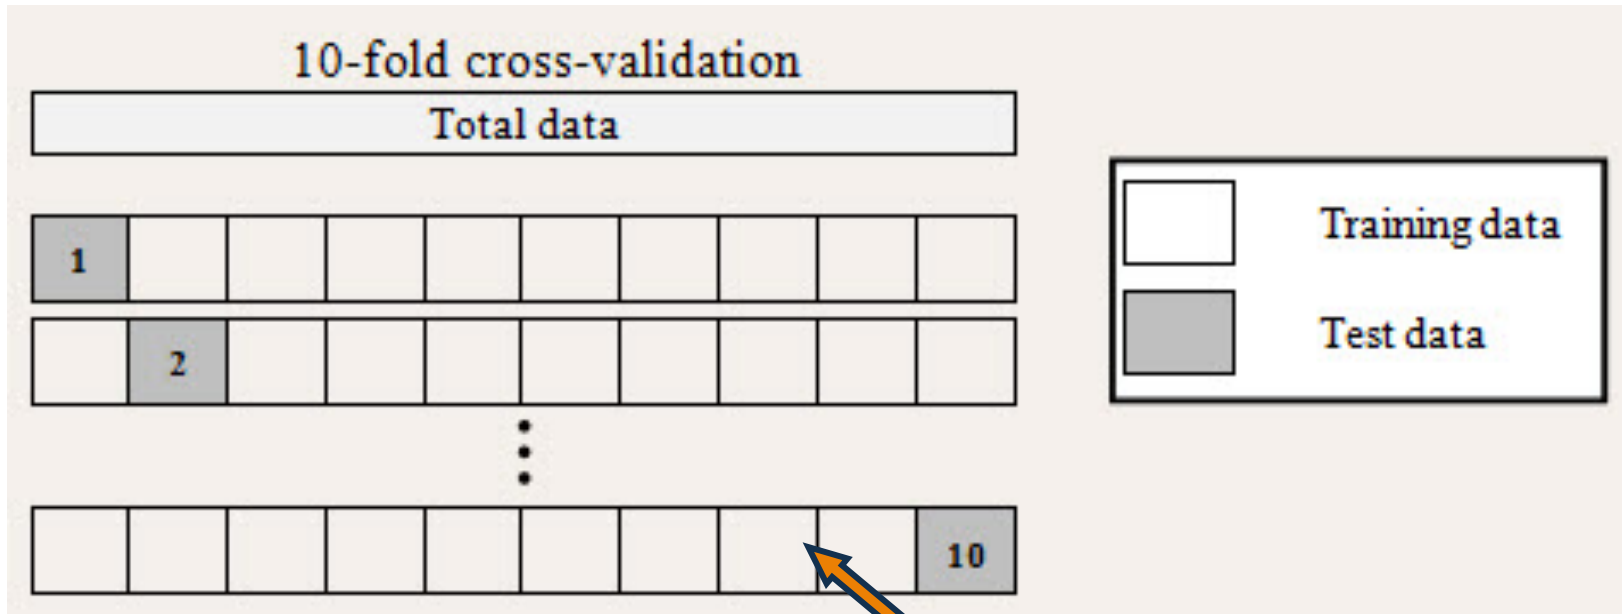 10-fold cross-validation
Total data
1
2
10
Training data
Test data